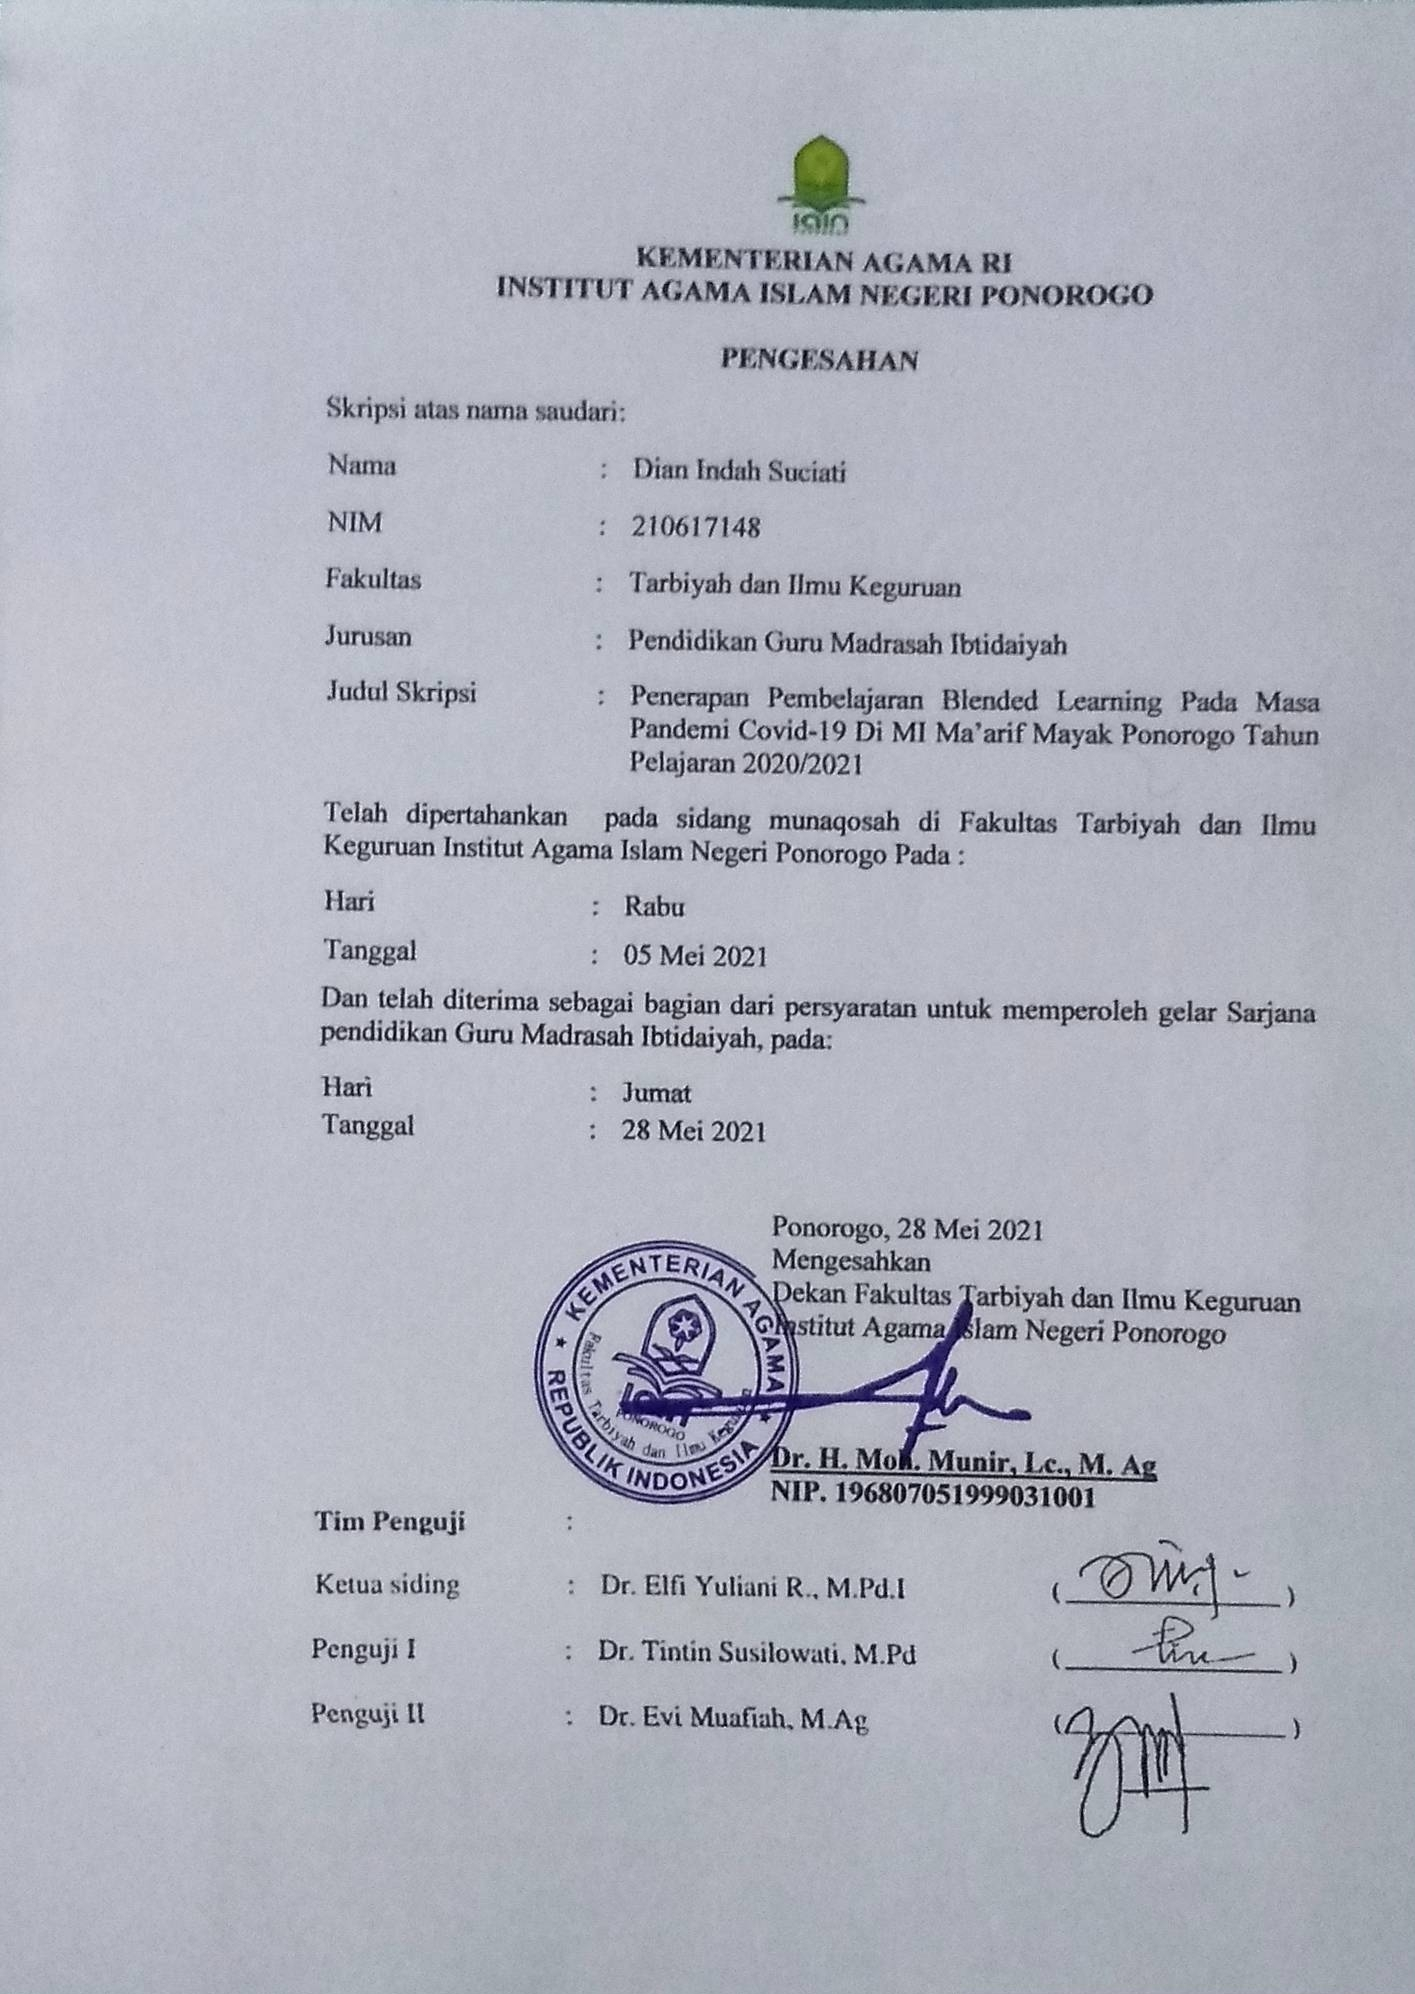 iain
KEMENTERIAN AGAMA RI
INSTITUT AGAMA ISLAM NEGERI PONOROGO
PENGESAHAN
Skripsi atas nama saudari:
Nama : Dian Indah Suciati
NIM : 210617148
Fakultas : Tarbiyah dan Ilmu Keguruan
Jurusan : Pendidikan Guru Madrasah Ibtidaiyah
Judul Skripsi : Penerapan Pembelajaran Blended Learning Pada Masa
Pandemi Covid-19 Di MI Ma'arif Mayak Ponorogo Tahun
Pelajaran 2020/2021
Telah dipertahankan pada sidang munaqosah di Fakultas Tarbiyah dan Ilmu
Keguruan Institut Agama Islam Negeri Ponorogo Pada :
Hari : Rabu
Tanggal : 05 Mei 2021
Dan telah diterima sebagai bagian dari persyaratan untuk memperoleh gelar Sarjana
pendidikan Guru Madrasah Ibtidaiyah, pada:
Hari : Jumat
Tanggal : 28 Mei 2021
Ponorogo, 28 Mei 2021
Mengesahkan
Dekan Fakultas Tarbiyah dan Ilmu Keguruan
Institut Agama Islam Negeri Ponorogo
KEMENTERIAN AGAMA
REPUBLIK INDONESIA
Fakultas Tarbiyah dan Ilmu Keguruan
PONOROGO
Dr. H. Moh. Munir, Lc., M. Ag
NIP. 196807051999031001
Tim Penguji :
Ketua siding : Dr. Elfi Yuliani R., M.Pd.I ( )
Penguji I : Dr. Tintin Susilowati, M.Pd ( )
Penguji II : Dr. Evi Muafiah, M.Ag ( )